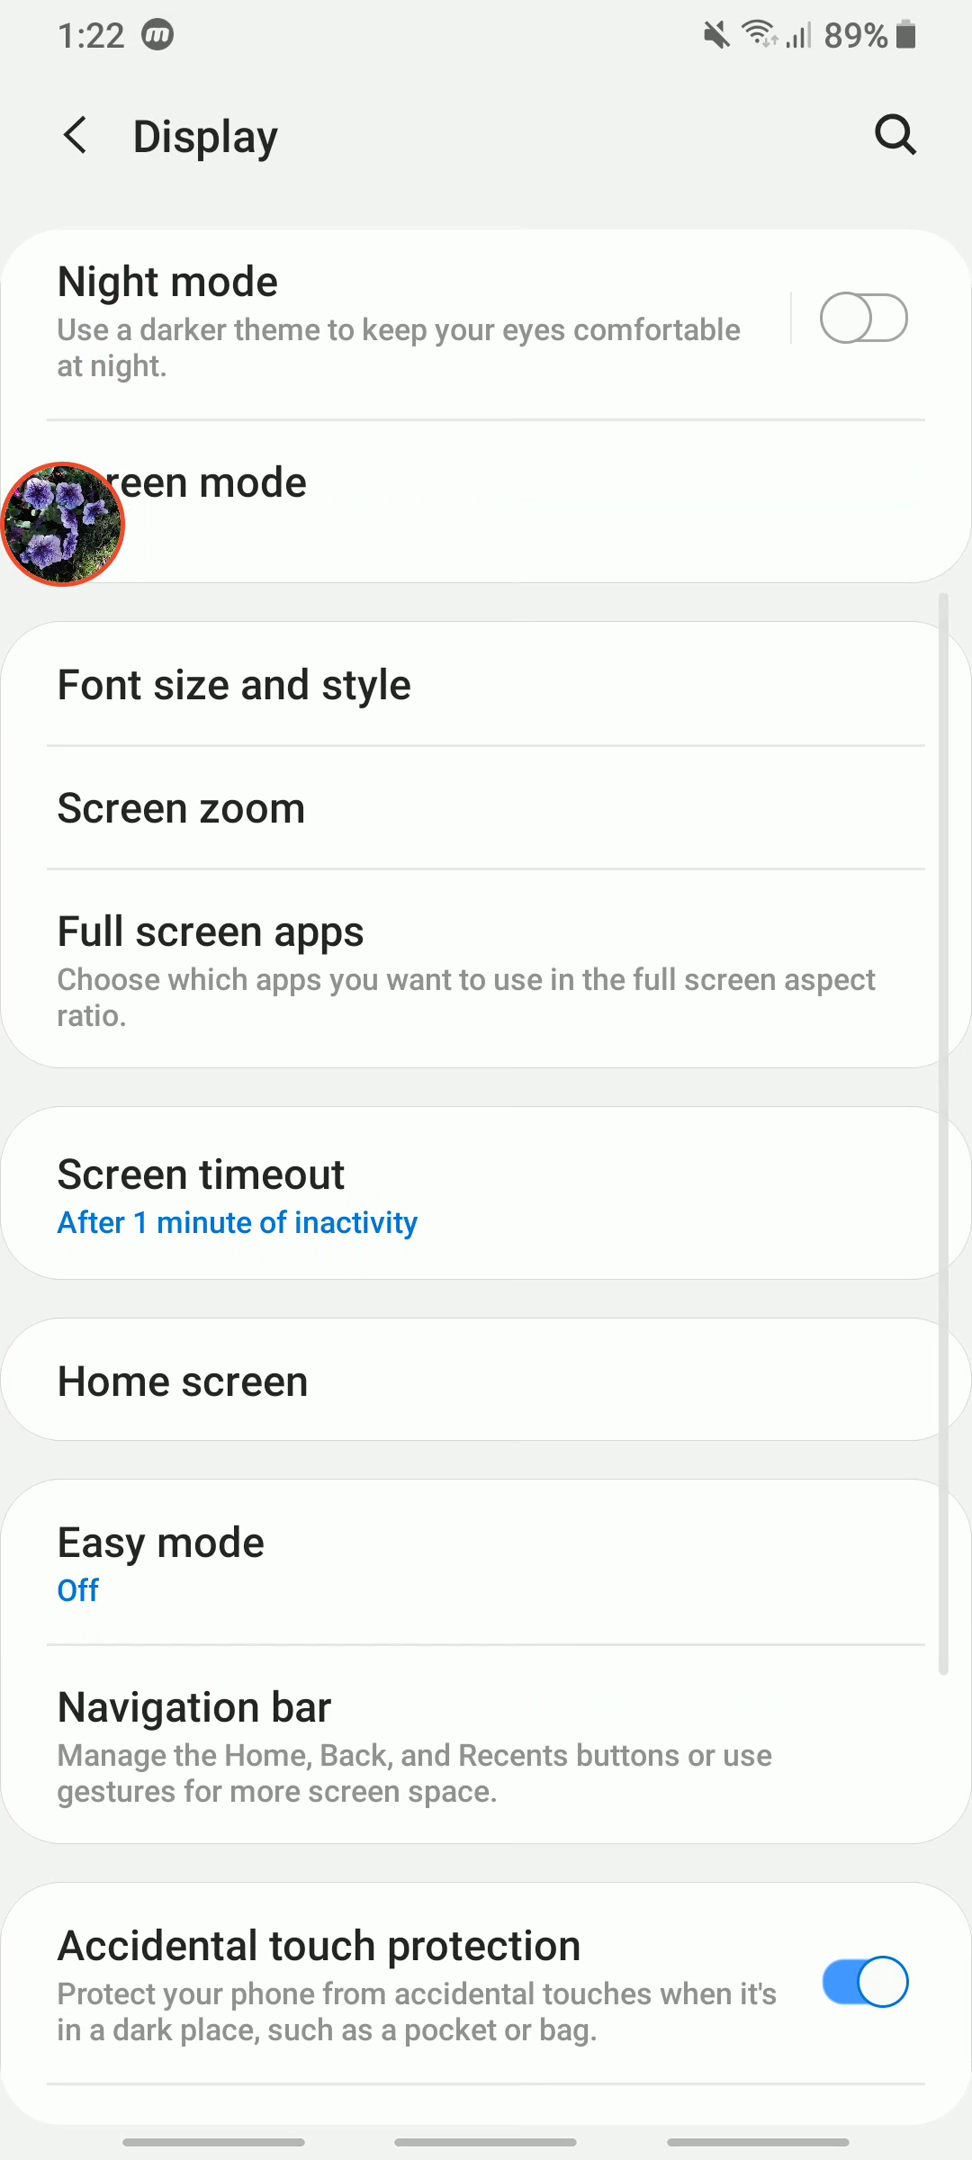 1:22 m 89%
Display
Night mode
Use a darker theme to keep your eyes comfortable
at night.
reen mode
Font size and style
Screen zoom
Full screen apps
Choose which apps you want to use in the full screen aspect
ratio.
Screen timeout
After 1 minute of inactivity
Home screen
Easy mode
Off
Navigation bar
Manage the Home, Back, and Recents buttons or use
gestures for more screen space.
Accidental touch protection
Protect your phone from accidental touches when it's
in a dark place, such as a pocket or bag.